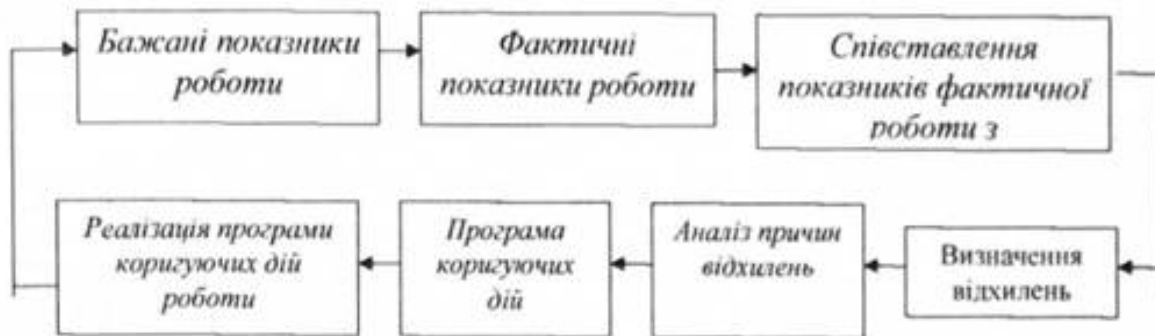 Бажані показники
роботи
Фактичні
показники роботи
Співставлення
показників фактичної
роботи з
Реалізація програми
коригуючих дій
роботи
Програма
коригуючих
дій
Аналіз причин
відхилень
Визначення
відхилень